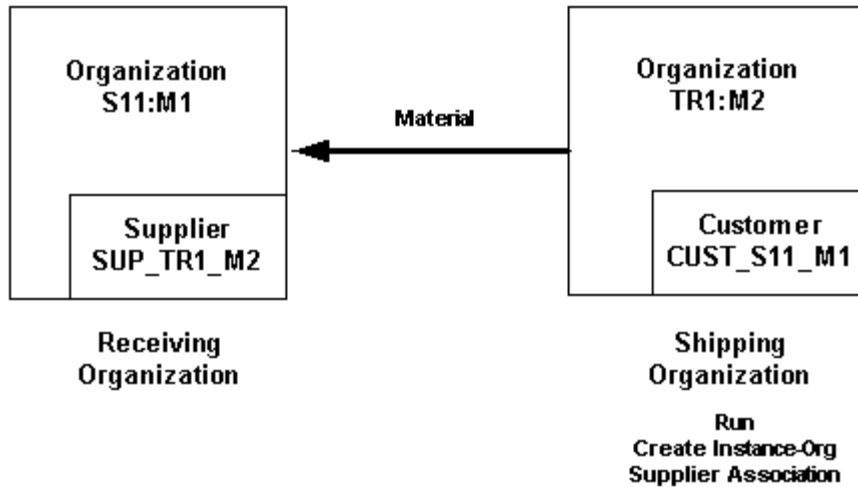 Organization
S11:M1
Supplier
SUP_TR1_M2
Receiving
Organization
Material
Organization
TR1:M2
Customer
CUST_S11_M1
Shipping
Organization
Run
Create Instance-Org
Supplier Association